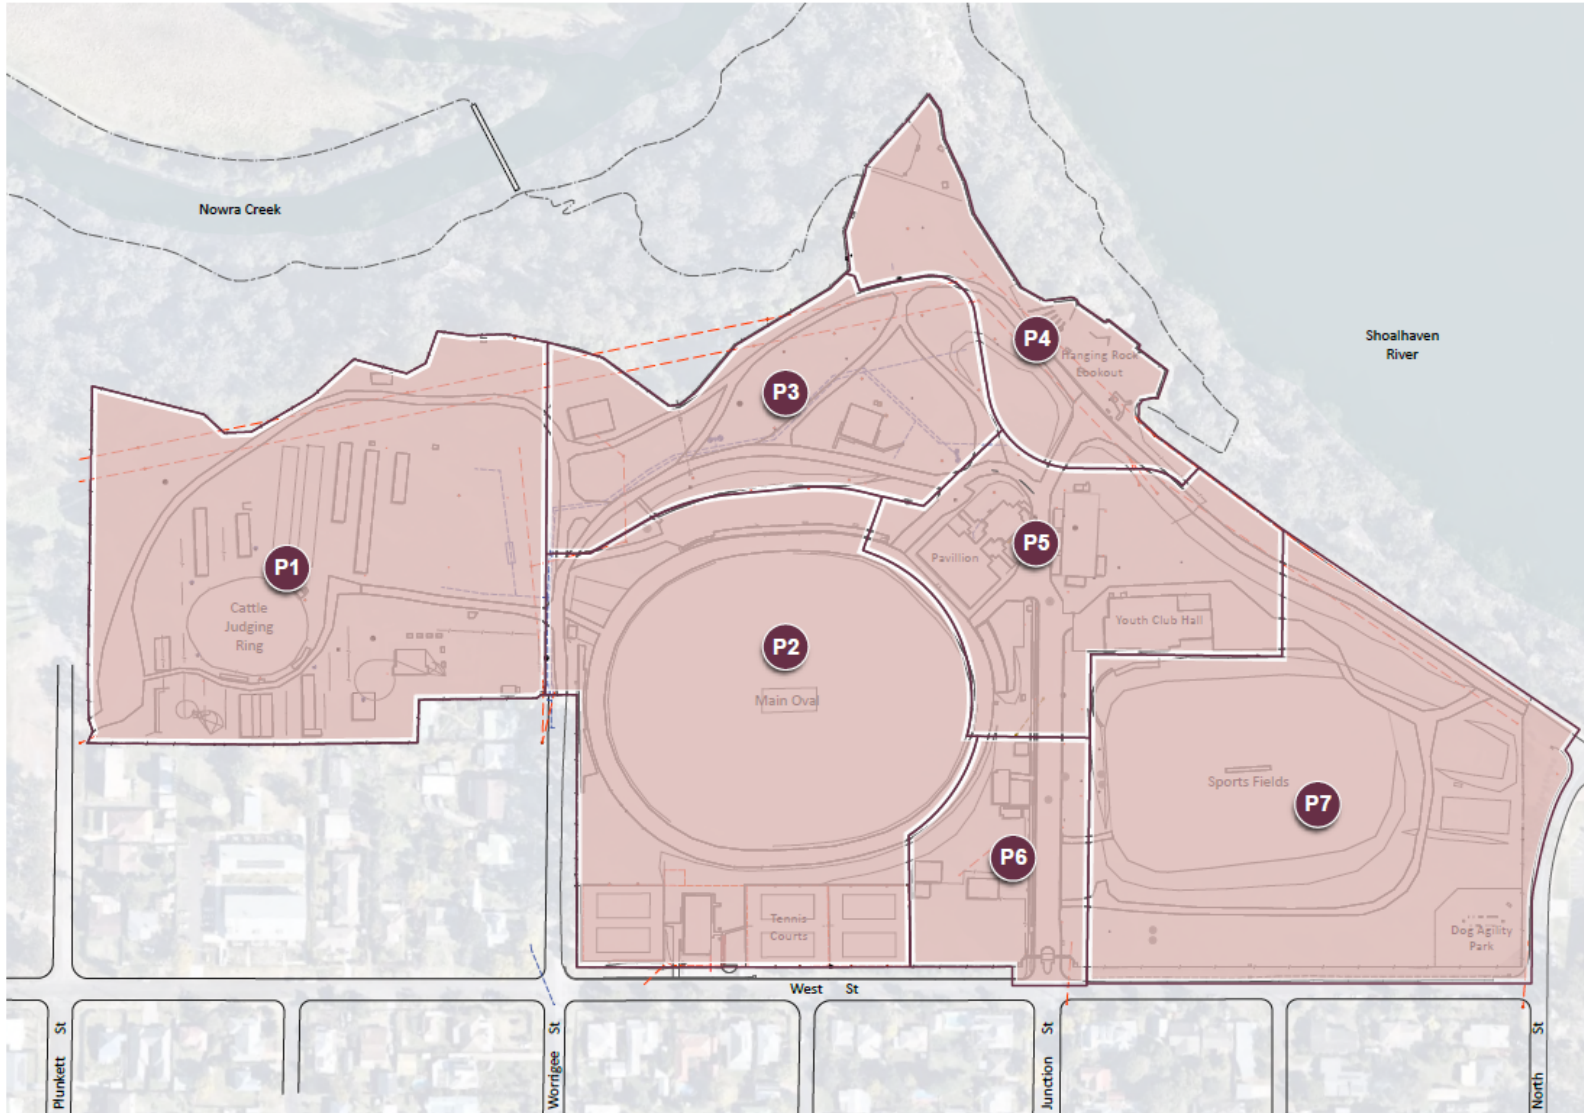 Nowra Creek
Shoalhaven
River
P4
Hanging Rock
Lookout
P3
P5
Pavillion
P1
Cattle
Judging
Ring
Youth Club Hall
P2
Main Oval
Sports Fields
P7
P6
Tennis
Courts
Dog Agility
Park
West St
Plunkett St
Worrigee St
Junction St
North St